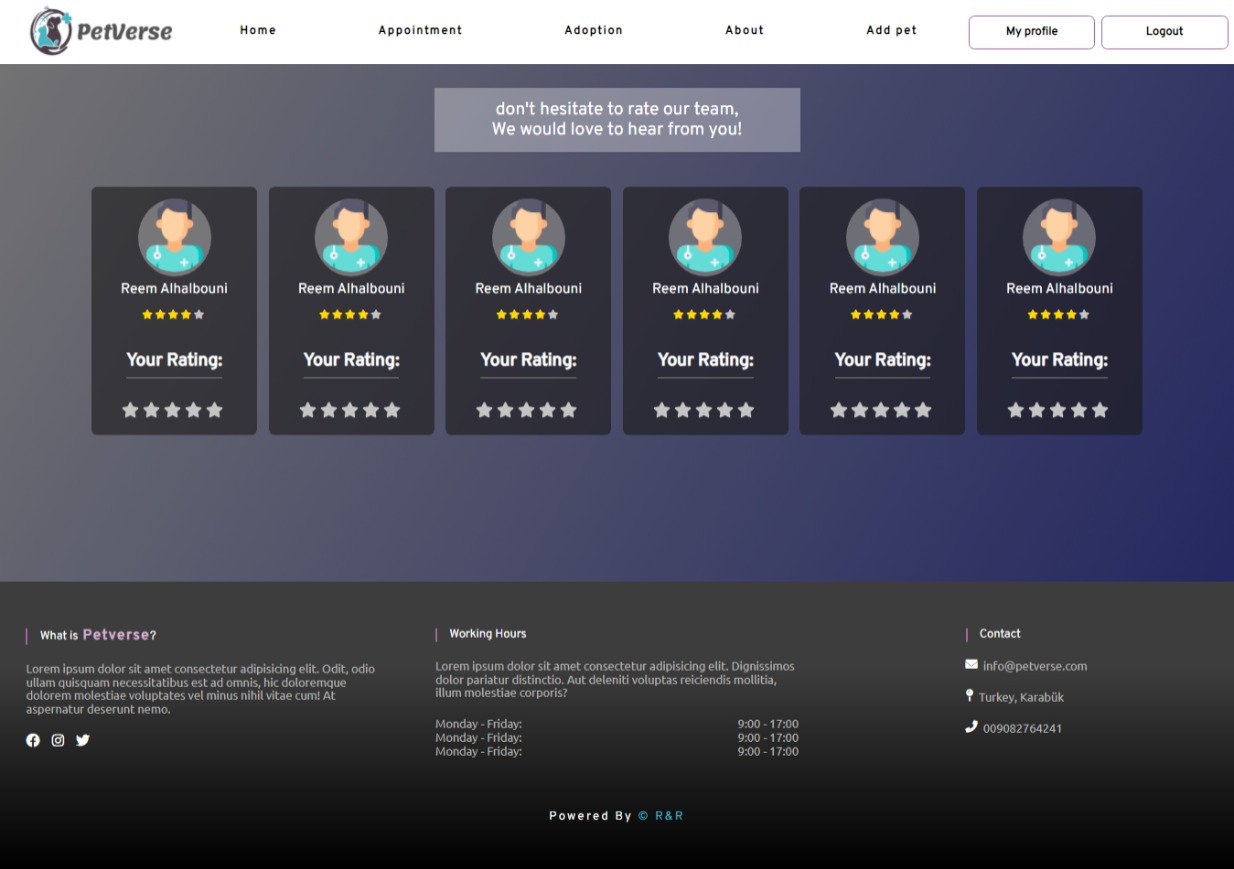 PetVerse
Home
Appointment
Adoption
About
Add pet
My profile
Logout
don't hesitate to rate our team,
We would love to hear from you!
Reem Alhalbouni
Your Rating:
Reem Alhalbouni
Your Rating:
Reem Alhalbouni
Your Rating:
Reem Alhalbouni
Your Rating:
Reem Alhalbouni
Your Rating:
Reem Alhalbouni
Your Rating:
What is Petverse?
Lorem ipsum dolor sit amet consectetur adipisicing elit. Odit, odio
ullam quisquam necessitatibus est ad omnis, hic doloremque
dolorem molestiae voluptates vel minus nihil vitae cum! At
aspernatur deserunt nemo.
Working Hours
Lorem ipsum dolor sit amet consectetur adipisicing elit. Dignissimos
dolor pariatur distinctio. Aut deleniti voluptas reiciendis mollitia,
illum molestiae corporis?
Monday - Friday: 9:00 - 17:00
Monday - Friday: 9:00 - 17:00
Monday - Friday: 9:00 - 17:00
Contact
info@petverse.com
Turkey, Karabük
009082764241
Powered By © R&R